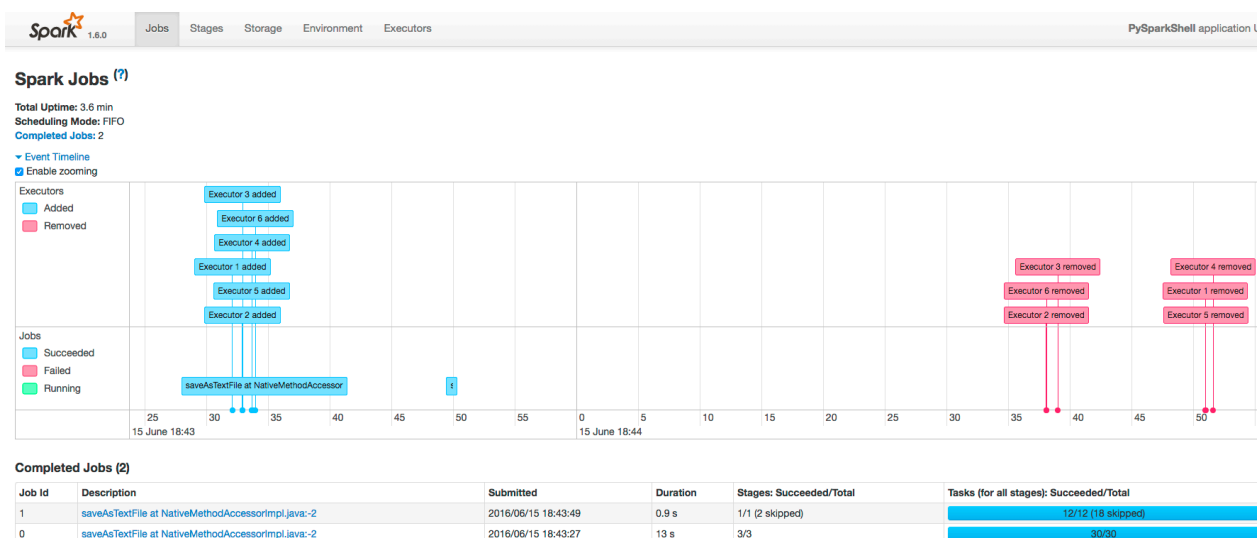 Spark 1.6.0 Jobs Stages Storage Environment Executors PySparkShell application U
Spark Jobs (?)
Total Uptime: 3.6 min
Scheduling Mode: FIFO
Completed Jobs: 2
Event Timeline
Enable zooming
Executors
Added
Removed
Executor 3 added
Executor 6 added
Executor 4 added
Executor 1 added
Executor 5 added
Executor 2 added
Executor 3 removed
Executor 6 removed
Executor 2 removed
Executor 4 removed
Executor 1 removed
Executor 5 removed
Jobs
Succeeded
Failed
Running
saveAsTextFile at NativeMethodAccessor
s
25 30 35 40 45 50 55 0 5 10 15 20 25 30 35 40 45 50
15 June 18:43 15 June 18:44
Completed Jobs (2)
Job Id Description Submitted Duration Stages: Succeeded/Total Tasks (for all stages): Succeeded/Total
1 saveAsTextFile at NativeMethodAccessorImpl.java:-2 2016/06/15 18:43:49 0.9 s 1/1 (2 skipped) 12/12 (18 skipped)
0 saveAsTextFile at NativeMethodAccessorImpl.java:-2 2016/06/15 18:43:27 13 s 3/3 30/30